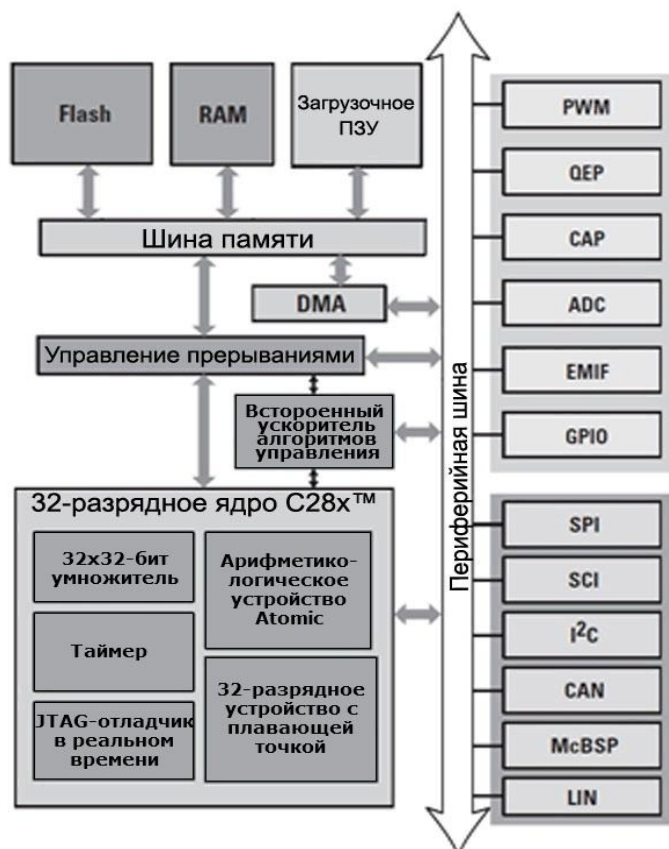 Flash
RAM
Загрузочное
ПЗУ
Шина памяти
DMA
Управление прерываниями
Встороенный
ускоритель
алгоритмов
управления
32-разрядное ядро C28x™
32x32-бит
умножитель
Таймер
JTAG-отладчик
в реальном
времени
Арифметико-
логическое
устройство
Atomic
32-разрядное
устройство с
плавающей
точкой
Периферийная шина
PWM
QEP
CAP
ADC
EMIF
GPIO
SPI
SCI
I²C
CAN
McBSP
LIN